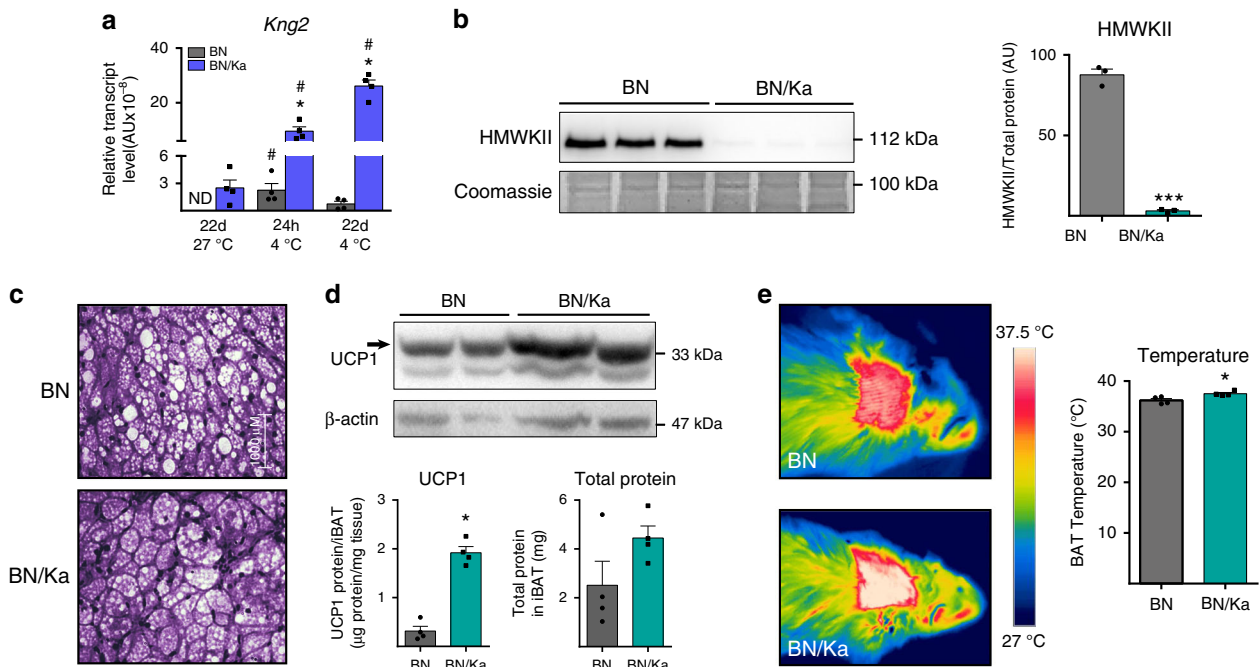 a
Kng2
BN
BN/Ka
Relative transcript
level(AUx10⁻⁸)
40
20
6
3
ND
#
#
*
#
*
22d
27 °C
24h
4 °C
22d
4 °C
b
BN
BN/Ka
HMWKII
112 kDa
Coomassie
100 kDa
HMWKII
HMWKII/Total protein (AU)
100
50
***
BN
BN/Ka
c
BN
1000 µM
BN/Ka
d
BN
BN/Ka
UCP1
33 kDa
β-actin
47 kDa
UCP1
UCP1 protein/iBAT
(µg protein/mg tissue)
3
2
1
*
BN
BN/Ka
Total protein
Total protein
in iBAT (mg)
6
4
2
BN
BN/Ka
e
BN
BN/Ka
37.5 °C
27 °C
Temperature
BAT Temperature (°C)
40
30
20
10
*
BN
BN/Ka